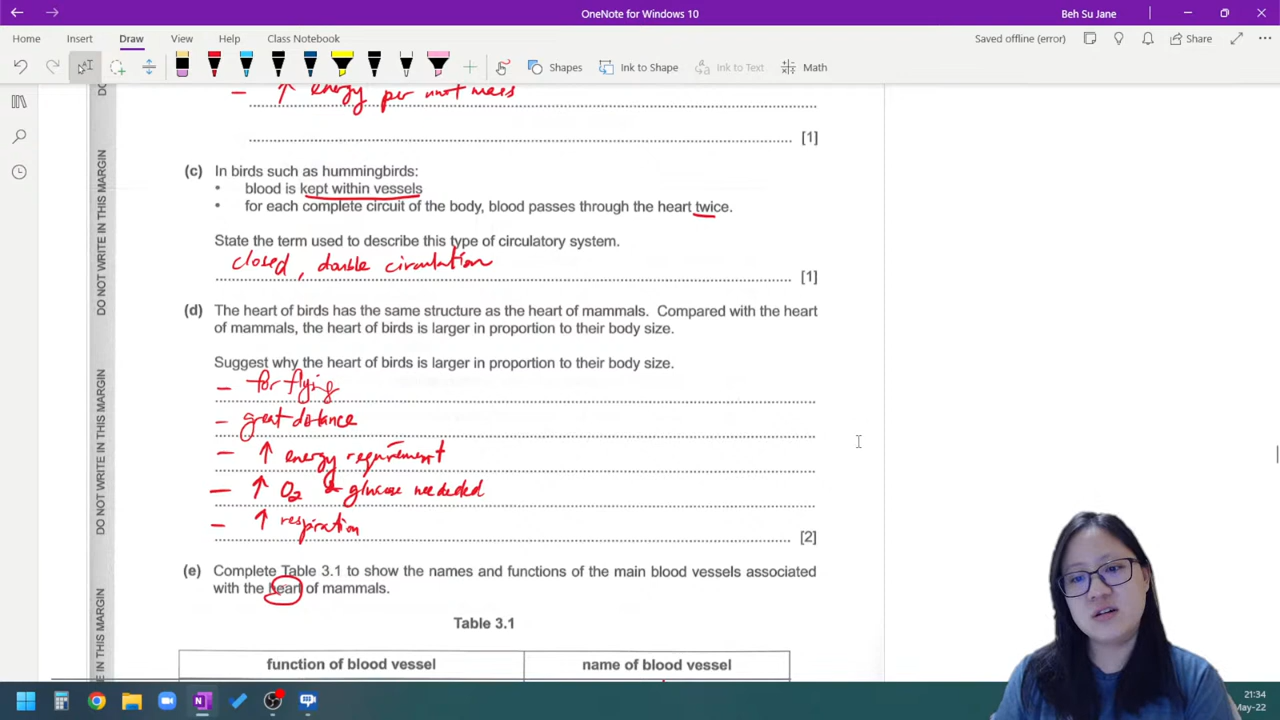 OneNote for Windows 10
Beh Su Jane
Home Insert Draw View Help Class Notebook
Saved offline (error) Share
Shapes Ink to Shape Ink to Text Math
- ↑ energy per unit mass
[1]
(c) In birds such as hummingbirds:
• blood is kept within vessels
• for each complete circuit of the body, blood passes through the heart twice.
State the term used to describe this type of circulatory system.
closed, double circulation
[1]
(d) The heart of birds has the same structure as the heart of mammals. Compared with the heart
of mammals, the heart of birds is larger in proportion to their body size.
Suggest why the heart of birds is larger in proportion to their body size.
- for flying
- great distance
- ↑ energy requirement
- ↑ O2 & glucose needed
- ↑ respiration
[2]
(e) Complete Table 3.1 to show the names and functions of the main blood vessels associated
with the heart of mammals.
Table 3.1
function of blood vessel name of blood vessel
DO NOT WRITE IN THIS MARGIN
DO NOT WRITE IN THIS MARGIN
E IN THIS MARGIN
21:34
May-22